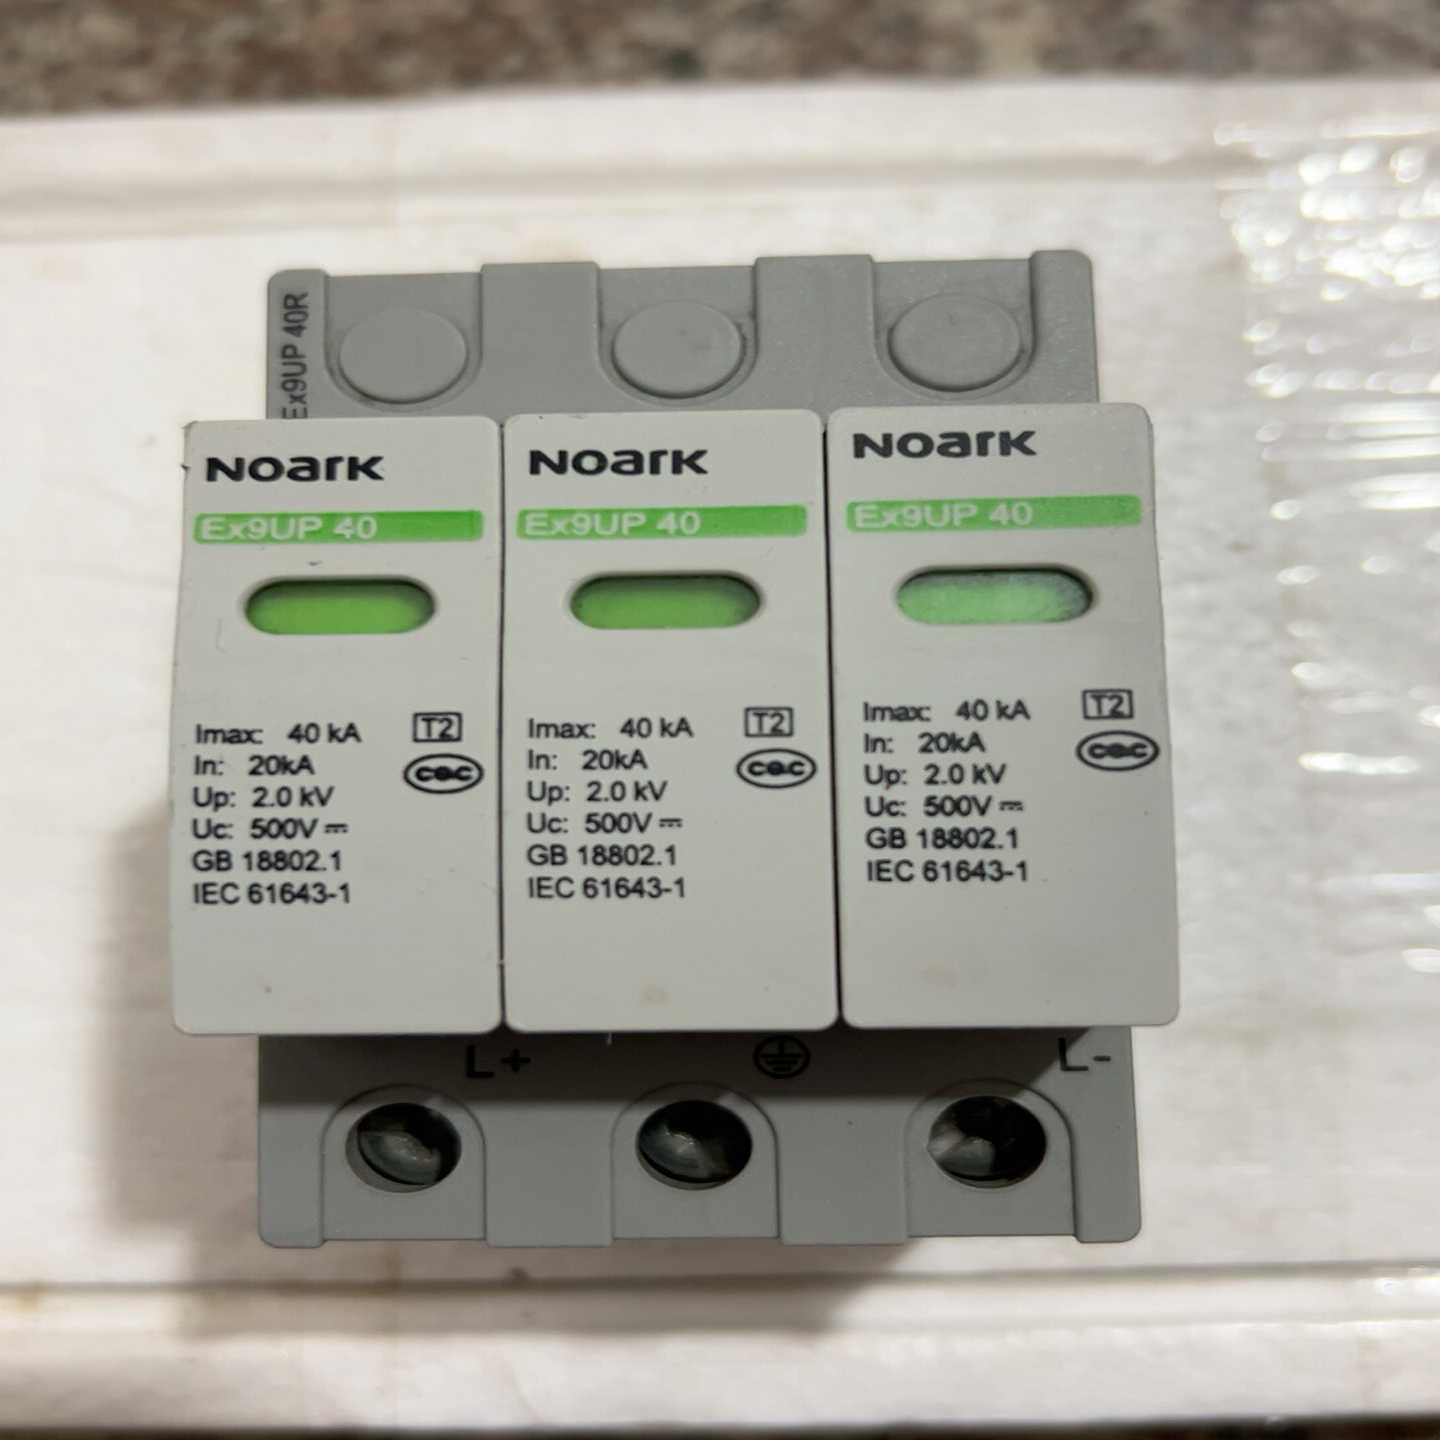 Ex9UP 40R
NOARK
Ex9UP 40
Imax: 40 kA
T2
In: 20kA
CQC
Up: 2.0 kV
Uc: 500V ⎓
GB 18802.1
IEC 61643-1
NOARK
Ex9UP 40
Imax: 40 kA
T2
In: 20kA
CQC
Up: 2.0 kV
Uc: 500V ⎓
GB 18802.1
IEC 61643-1
NOARK
Ex9UP 40
Imax: 40 kA
T2
In: 20kA
CQC
Up: 2.0 kV
Uc: 500V ⎓
GB 18802.1
IEC 61643-1
L+
L-